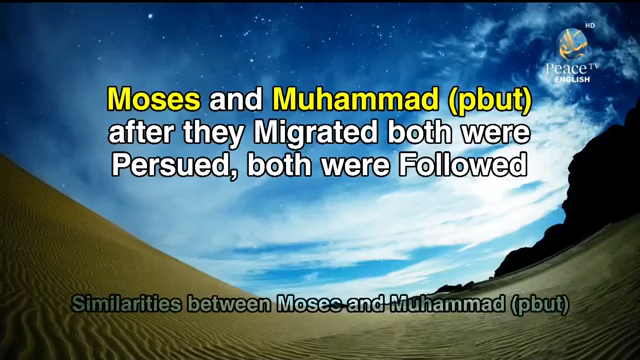 HD
Peace TV
ENGLISH
Moses and Muhammad (pbut)
after they Migrated both were
Persued, both were Followed
Similarities between Moses and Muhammad (pbut)